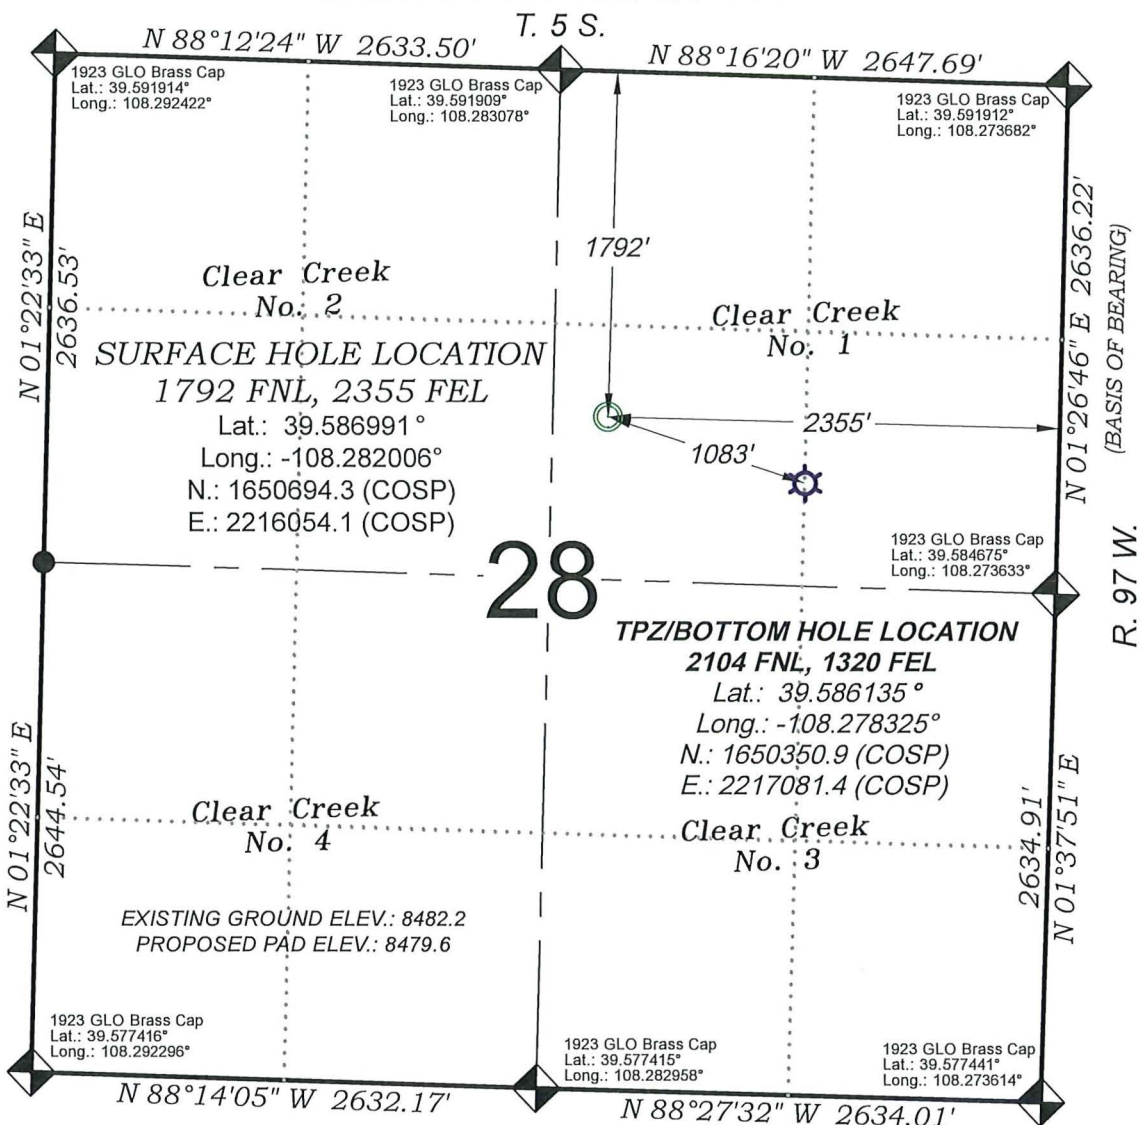 T. 5 S.
N 88°12'24" W 2633.50'
N 88°16'20" W 2647.69'
1923 GLO Brass Cap
Lat.: 39.591914°
Long.: 108.292422°
1923 GLO Brass Cap
Lat.: 39.591909°
Long.: 108.283078°
1923 GLO Brass Cap
Lat.: 39.591912°
Long.: 108.273682°
N 01°22'33" E
2636.53'
1792'
N 01°26'46" E 2636.22'
(BASIS OF BEARING)
Clear Creek
No. 2
Clear Creek
No. 1
SURFACE HOLE LOCATION
1792 FNL, 2355 FEL
Lat.: 39.586991°
Long.: -108.282006°
N.: 1650694.3 (COSP)
E.: 2216054.1 (COSP)
2355'
1083'
1923 GLO Brass Cap
Lat.: 39.584675°
Long.: 108.273633°
R. 97 W.
28
TPZ/BOTTOM HOLE LOCATION
2104 FNL, 1320 FEL
Lat.: 39.586135°
Long.: -108.278325°
N.: 1650350.9 (COSP)
E.: 2217081.4 (COSP)
N 01°22'33" E
2644.54'
Clear Creek
No. 4
Clear Creek
No. 3
2634.91'
N 01°37'51" E
EXISTING GROUND ELEV.: 8482.2
PROPOSED PAD ELEV.: 8479.6
1923 GLO Brass Cap
Lat.: 39.577416°
Long.: 108.292296°
1923 GLO Brass Cap
Lat.: 39.577415°
Long.: 108.282958°
1923 GLO Brass Cap
Lat.: 39.577441°
Long.: 108.273614°
N 88°14'05" W 2632.17'
N 88°27'32" W 2634.01'